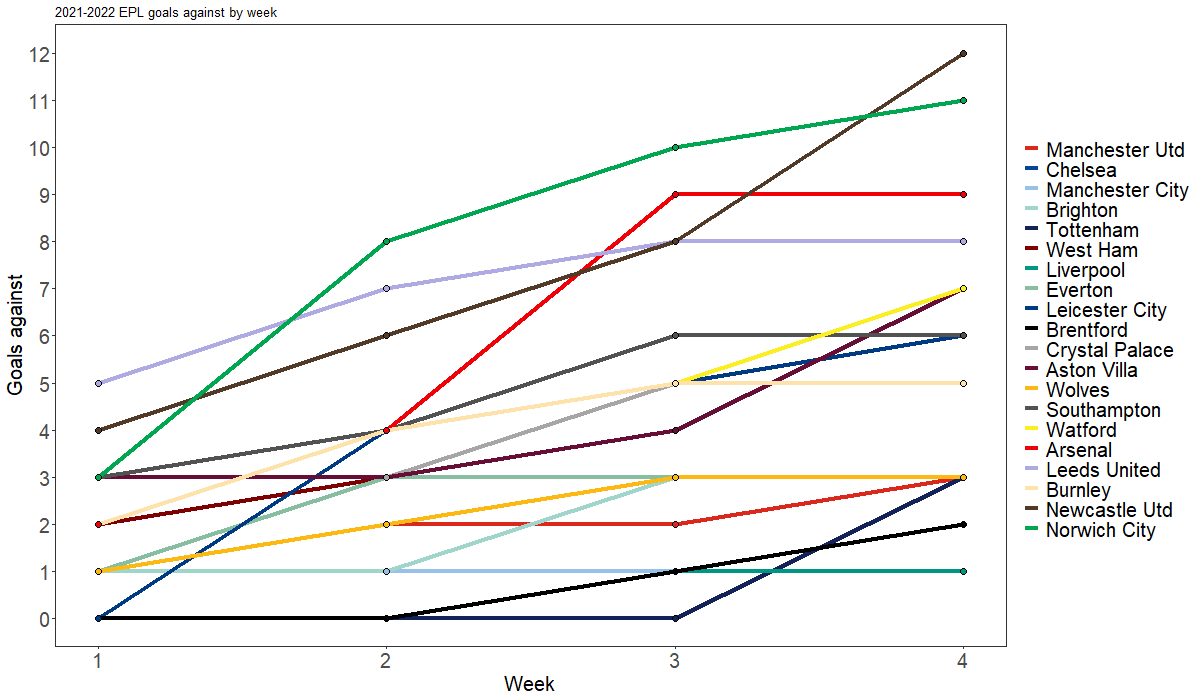 2021-2022 EPL goals against by week
Goals against
12
11
10
9
8
7
6
5
4
3
2
1
0
1 2 3 4
Week
Manchester Utd
Chelsea
Manchester City
Brighton
Tottenham
West Ham
Liverpool
Everton
Leicester City
Brentford
Crystal Palace
Aston Villa
Wolves
Southampton
Watford
Arsenal
Leeds United
Burnley
Newcastle Utd
Norwich City